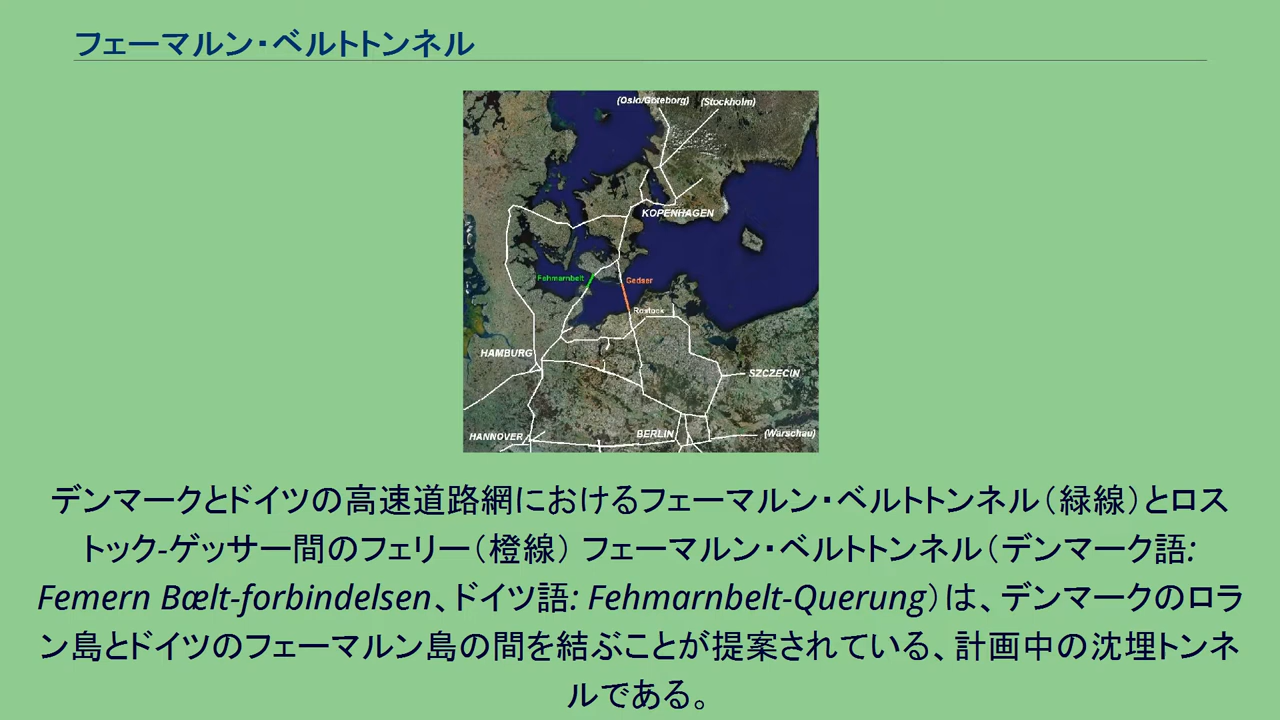 フェーマルン・ベルトトンネル
(Oslo/Göteborg) (Stockholm)
KOPENHAGEN
Fehmarnbelt
Gedser
Rostock
HAMBURG
SZCZECIN
HANNOVER
BERLIN
(Warschau)
デンマークとドイツの高速道路網におけるフェーマルン・ベルトトンネル（緑線）とロス
トック-ゲッサー間のフェリー（橙線） フェーマルン・ベルトトンネル（デンマーク語:
Femern Bælt-forbindelsen、ドイツ語: Fehmarnbelt-Querung）は、デンマークのロラ
ン島とドイツのフェーマルン島の間を結ぶことが提案されている、計画中の沈埋トンネ
ルである。